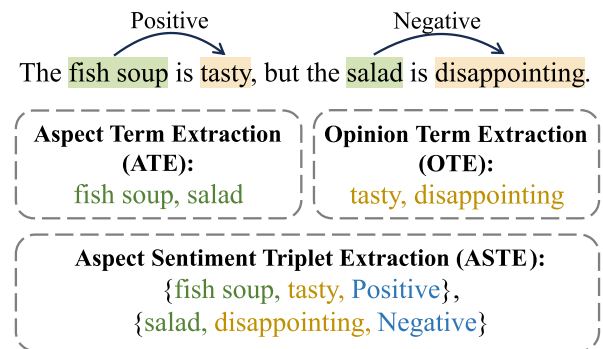 Positive Negative
The fish soup is tasty, but the salad is disappointing.
Aspect Term Extraction
(ATE):
fish soup, salad
Opinion Term Extraction
(OTE):
tasty, disappointing
Aspect Sentiment Triplet Extraction (ASTE):
{fish soup, tasty, Positive},
{salad, disappointing, Negative}